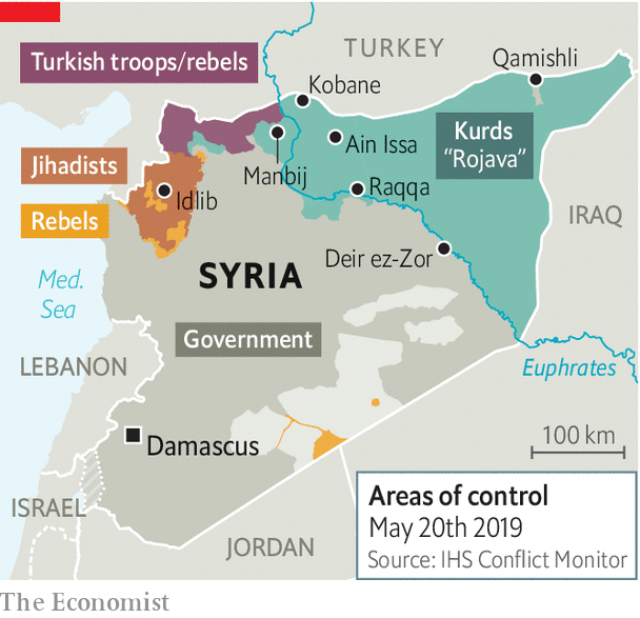 TURKEY
Turkish troops/rebels
Qamishli
Kobane
Kurds
"Rojava"
Ain Issa
Jihadists
Manbij
Raqqa
Idlib
Rebels
IRAQ
Deir ez-Zor
SYRIA
Med.
Sea
Government
LEBANON
Euphrates
100 km
Damascus
Areas of control
May 20th 2019
Source: IHS Conflict Monitor
ISRAEL
JORDAN
The Economist